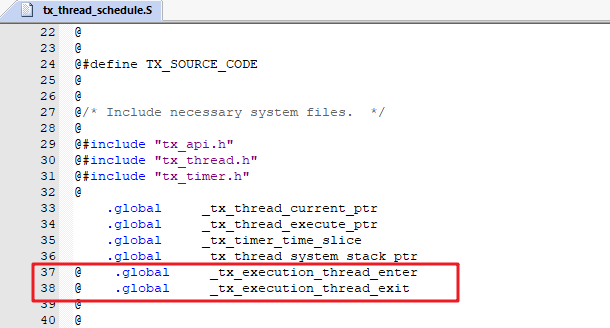 tx_thread_schedule.S
22 @
23 @
24 @#define TX_SOURCE_CODE
25 @
26 @
27 @/* Include necessary system files.  */
28 @
29 @#include "tx_api.h"
30 @#include "tx_thread.h"
31 @#include "tx_timer.h"
32 @
33     .global     _tx_thread_current_ptr
34     .global     _tx_thread_execute_ptr
35     .global     _tx_timer_time_slice
36     .global     _tx_thread_system_stack_ptr
37 @    .global     _tx_execution_thread_enter
38 @    .global     _tx_execution_thread_exit
39 @
40 @